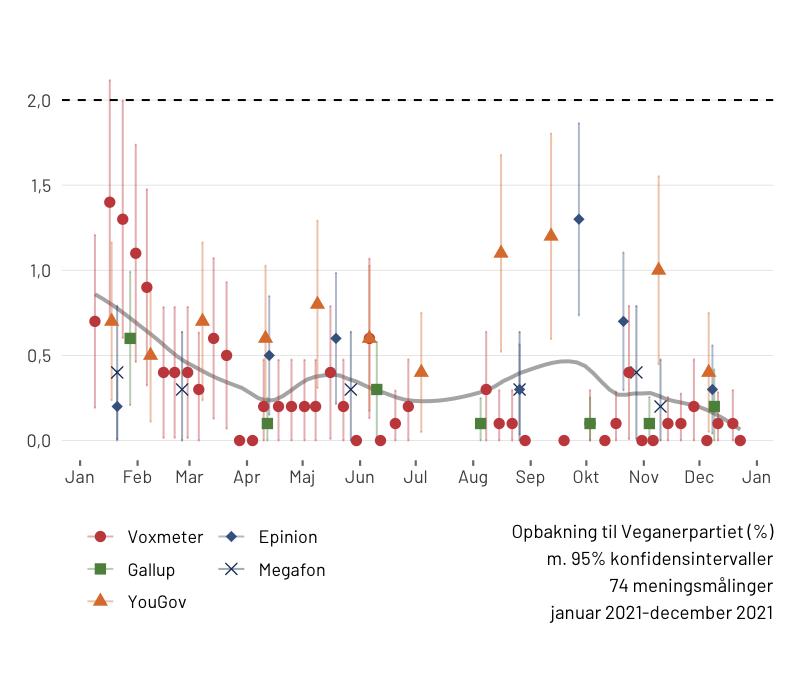 2,0
1,5
1,0
0,5
0,0
Jan Feb Mar Apr Maj Jun Jul Aug Sep Okt Nov Dec Jan
Voxmeter
Epinion
Gallup
Megafon
YouGov
Opbakning til Veganerpartiet (%)
m. 95% konfidensintervaller
74 meningsmålinger
januar 2021-december 2021